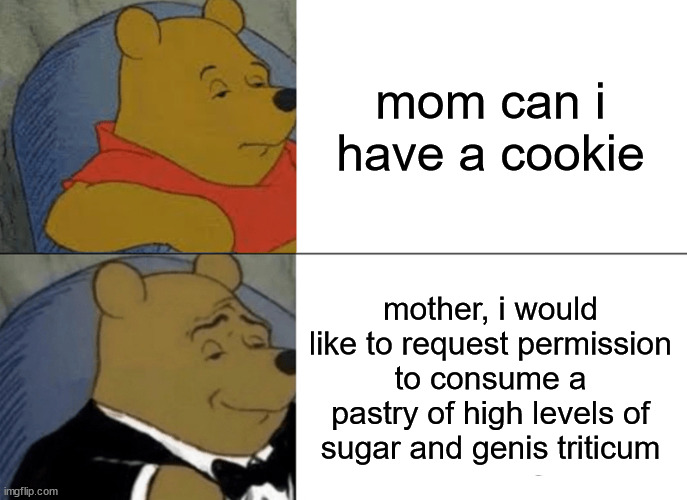 mom can i
have a cookie
mother, i would
like to request permission
to consume a
pastry of high levels of
sugar and genis triticum
imgflip.com